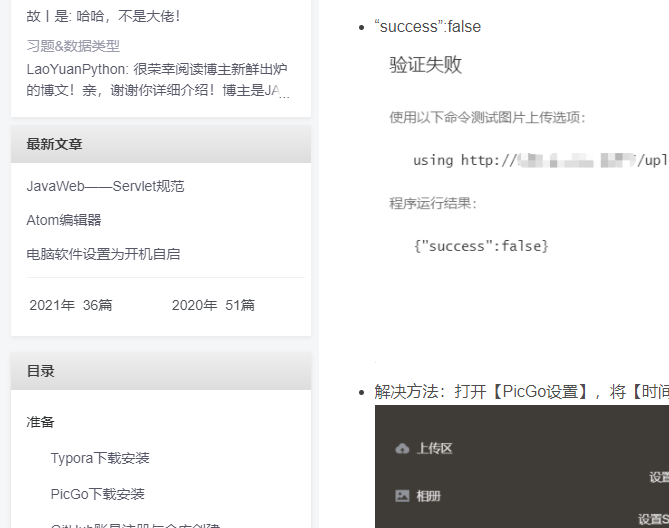 故丨是: 哈哈，不是大佬！
习题&数据类型
LaoYuanPython: 很荣幸阅读博主新鲜出炉
的博文！亲，谢谢你详细介绍！博主是JA...
最新文章
JavaWeb——Servlet规范
Atom编辑器
电脑软件设置为开机自启
2021年 36篇
2020年 51篇
目录
准备
Typora下载安装
PicGo下载安装
“success”:false
验证失败
使用以下命令测试图片上传选项：
using http://
/upl
程序运行结果：
{"success":false}
解决方法：打开【PicGo设置】，将【时间
上传区
设置
相册
设置S